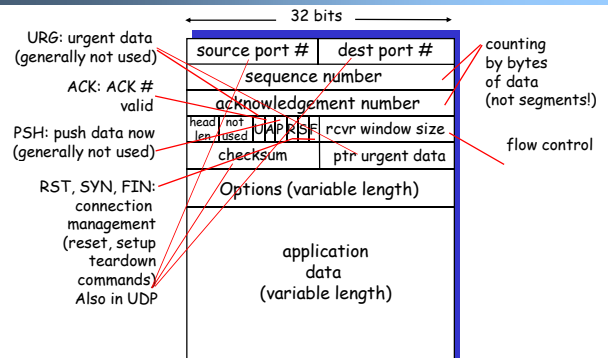 32 bits
URG: urgent data
(generally not used)
ACK: ACK #
valid
PSH: push data now
(generally not used)
RST, SYN, FIN:
connection
management
(reset, setup
teardown
commands)
Also in UDP
source port #
dest port #
sequence number
acknowledgement number
head
len
not
used
U A P R S F
rcvr window size
checksum
ptr urgent data
Options (variable length)
application
data
(variable length)
counting
by bytes
of data
(not segments!)
flow control